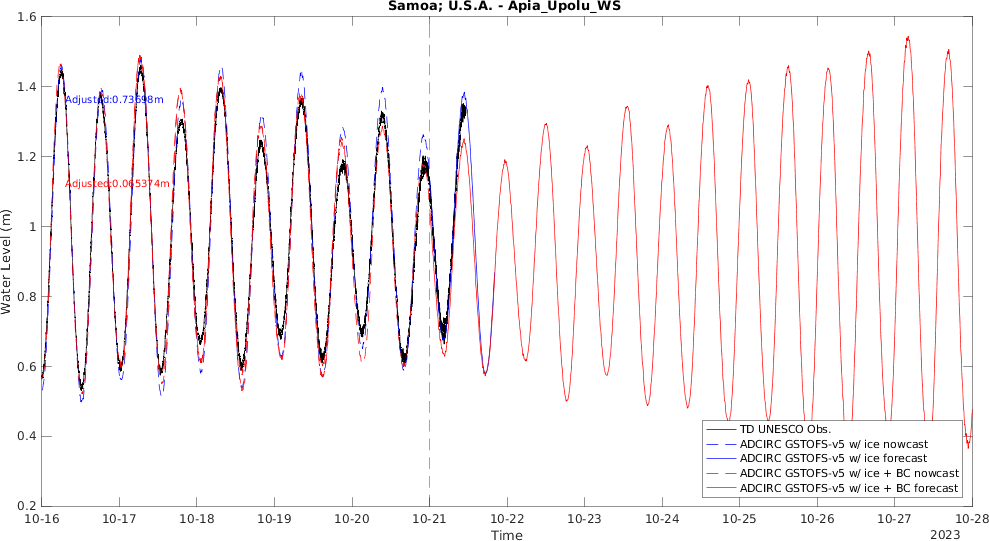 Samoa; U.S.A. - Apia_Upolu_WS
1.6
1.4
1.2
1
0.8
0.6
0.4
0.2
Water Level (m)
Adjusted:0.73698m
Adjusted:0.065374m
TD UNESCO Obs.
ADCIRC GSTOFS-v5 w/ ice nowcast
ADCIRC GSTOFS-v5 w/ ice forecast
ADCIRC GSTOFS-v5 w/ ice + BC nowcast
ADCIRC GSTOFS-v5 w/ ice + BC forecast
10-16 10-17 10-18 10-19 10-20 10-21 10-22 10-23 10-24 10-25 10-26 10-27 10-28
Time
2023